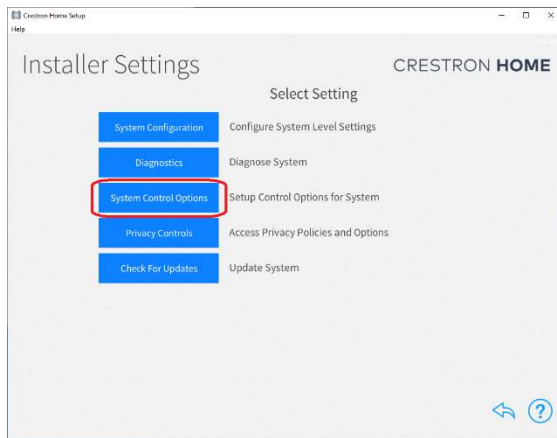 Crestron Home Setup
Help
Installer Settings
CRESTRON HOME
Select Setting
System Configuration Configure System Level Settings
Diagnostics Diagnose System
System Control Options Setup Control Options for System
Privacy Controls Access Privacy Policies and Options
Check For Updates Update System
?